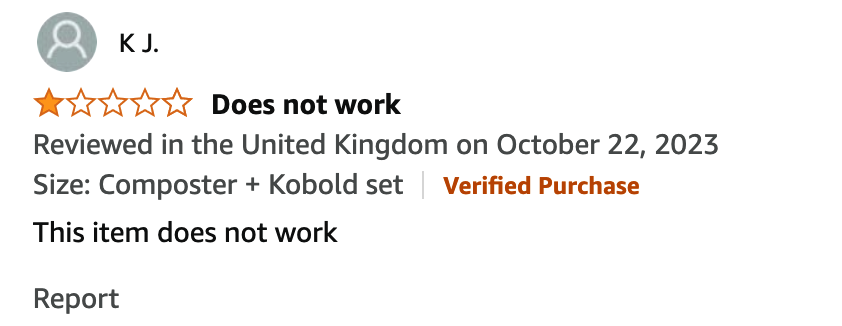 K J.
Does not work
Reviewed in the United Kingdom on October 22, 2023
Size: Composter + Kobold set | Verified Purchase
This item does not work
Report